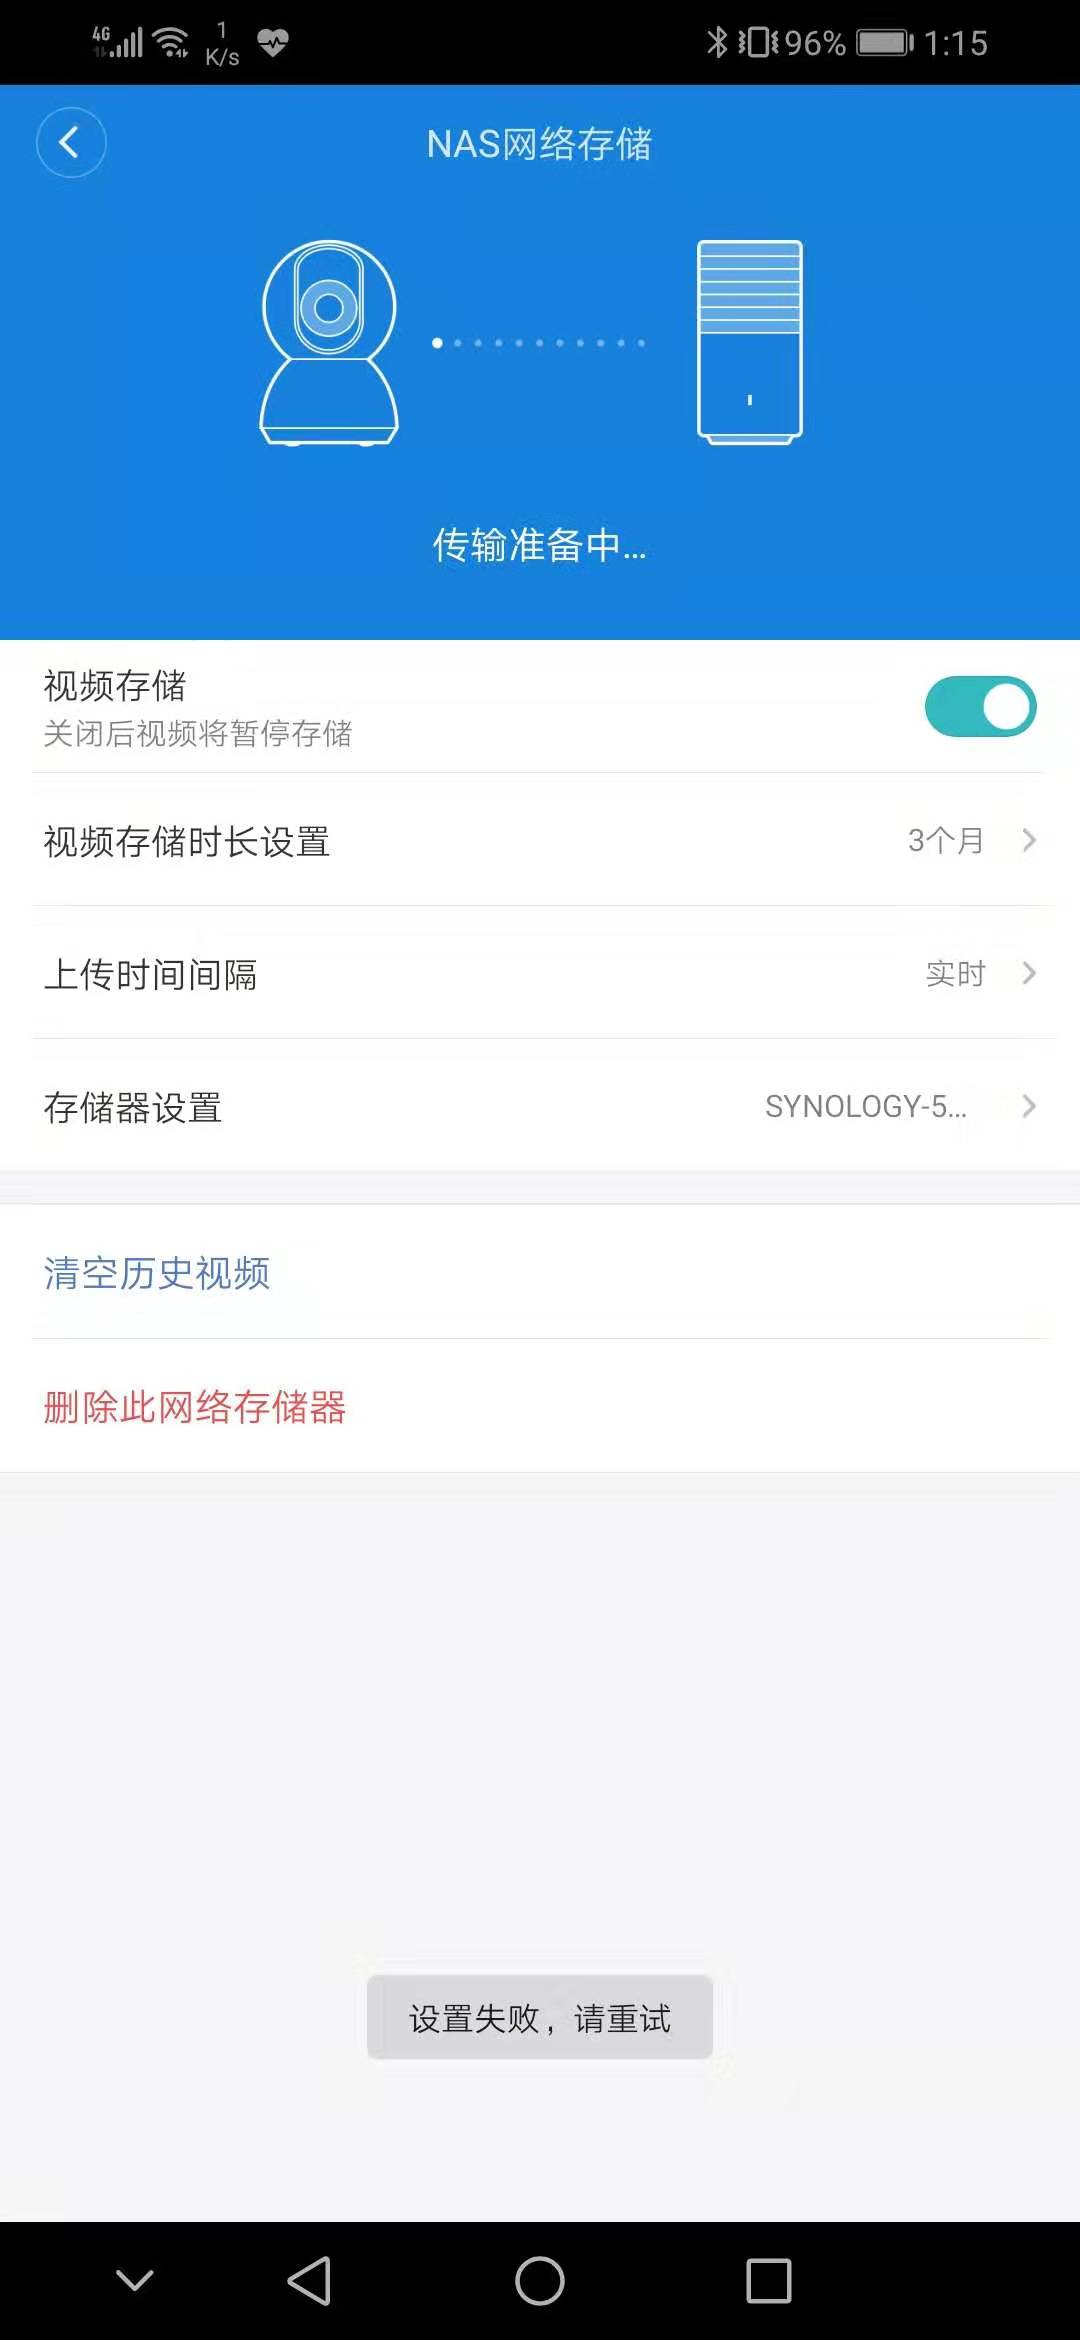 4G
1
K/s
96%
1:15
NAS网络存储
传输准备中...
视频存储
关闭后视频将暂停存储
视频存储时长设置
3个月
上传时间间隔
实时
存储器设置
SYNOLOGY-5...
清空历史视频
删除此网络存储器
设置失败，请重试